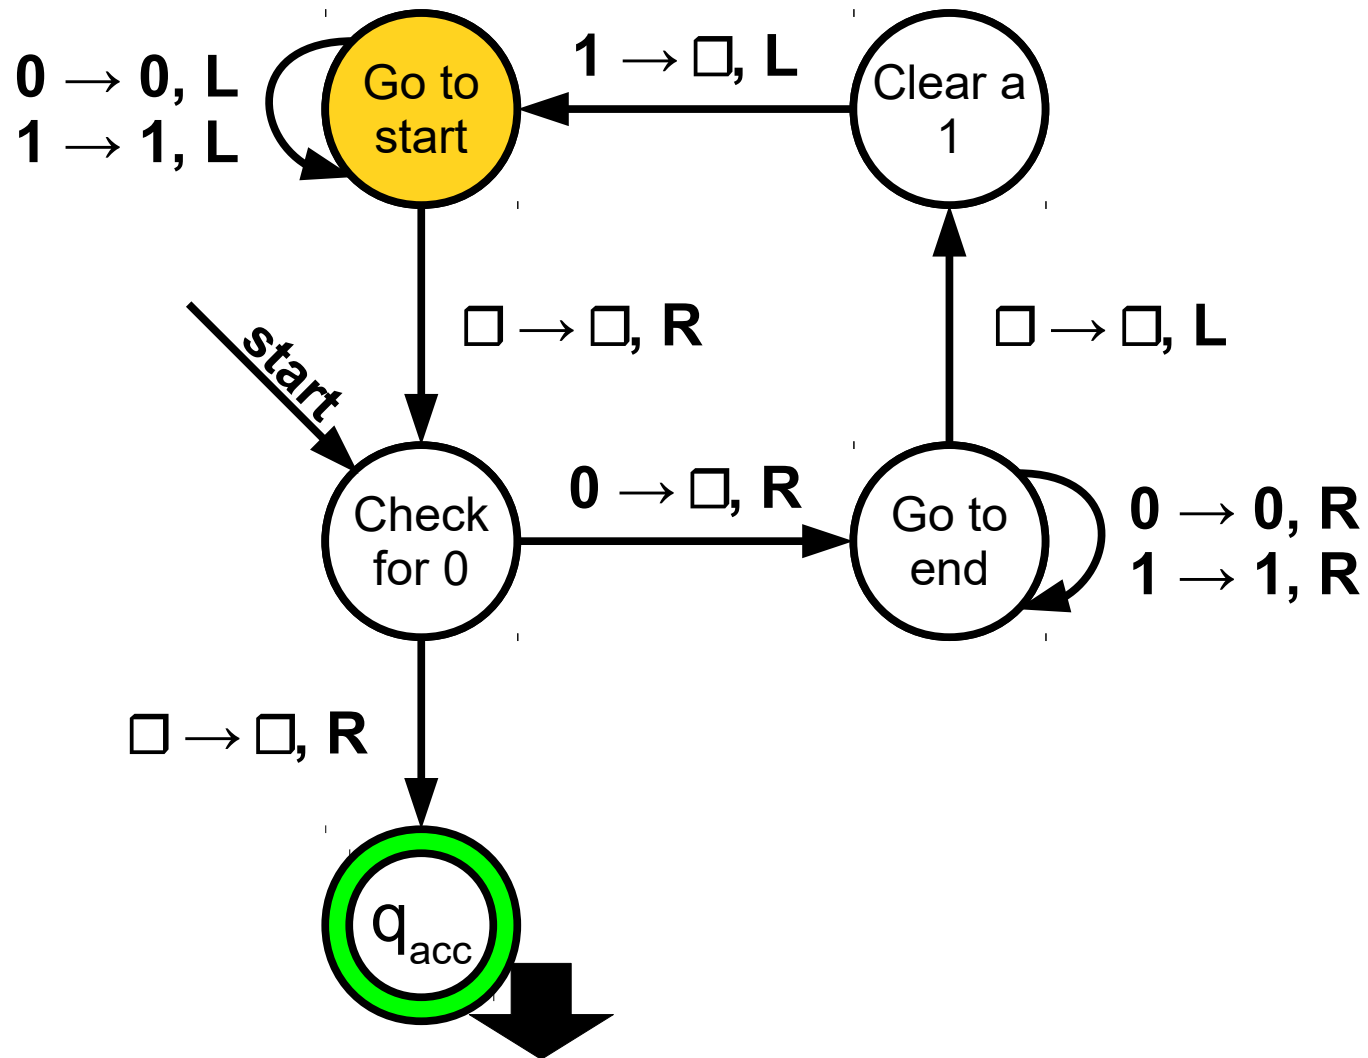 0 → 0, L
1 → 1, L
Go to
start
1 → □, L
Clear a
1
□ → □, R
□ → □, L
start
Check
for 0
0 → □, R
Go to
end
0 → 0, R
1 → 1, R
□ → □, R
qacc